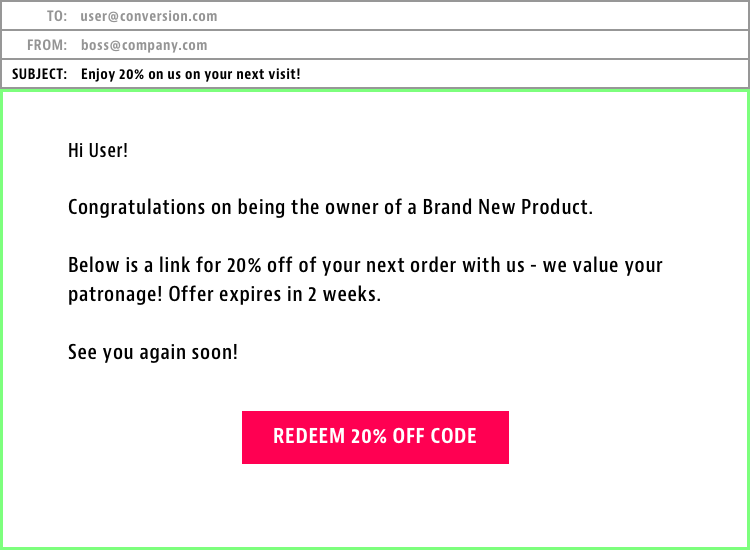 TO: user@conversion.com
FROM: boss@company.com
SUBJECT: Enjoy 20% on us on your next visit!
Hi User!
Congratulations on being the owner of a Brand New Product.
Below is a link for 20% off of your next order with us - we value your
patronage! Offer expires in 2 weeks.
See you again soon!
REDEEM 20% OFF CODE